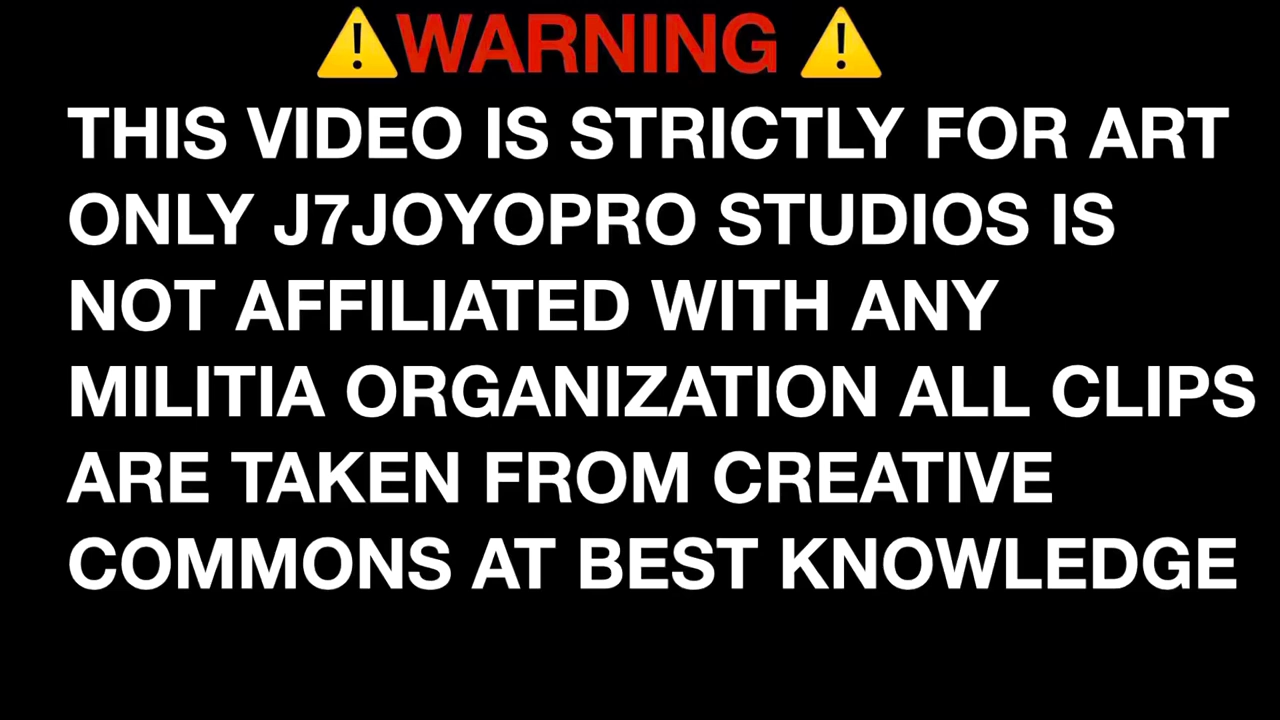 ⚠️WARNING ⚠️
THIS VIDEO IS STRICTLY FOR ART
ONLY J7JOYOPRO STUDIOS IS
NOT AFFILIATED WITH ANY
MILITIA ORGANIZATION ALL CLIPS
ARE TAKEN FROM CREATIVE
COMMONS AT BEST KNOWLEDGE